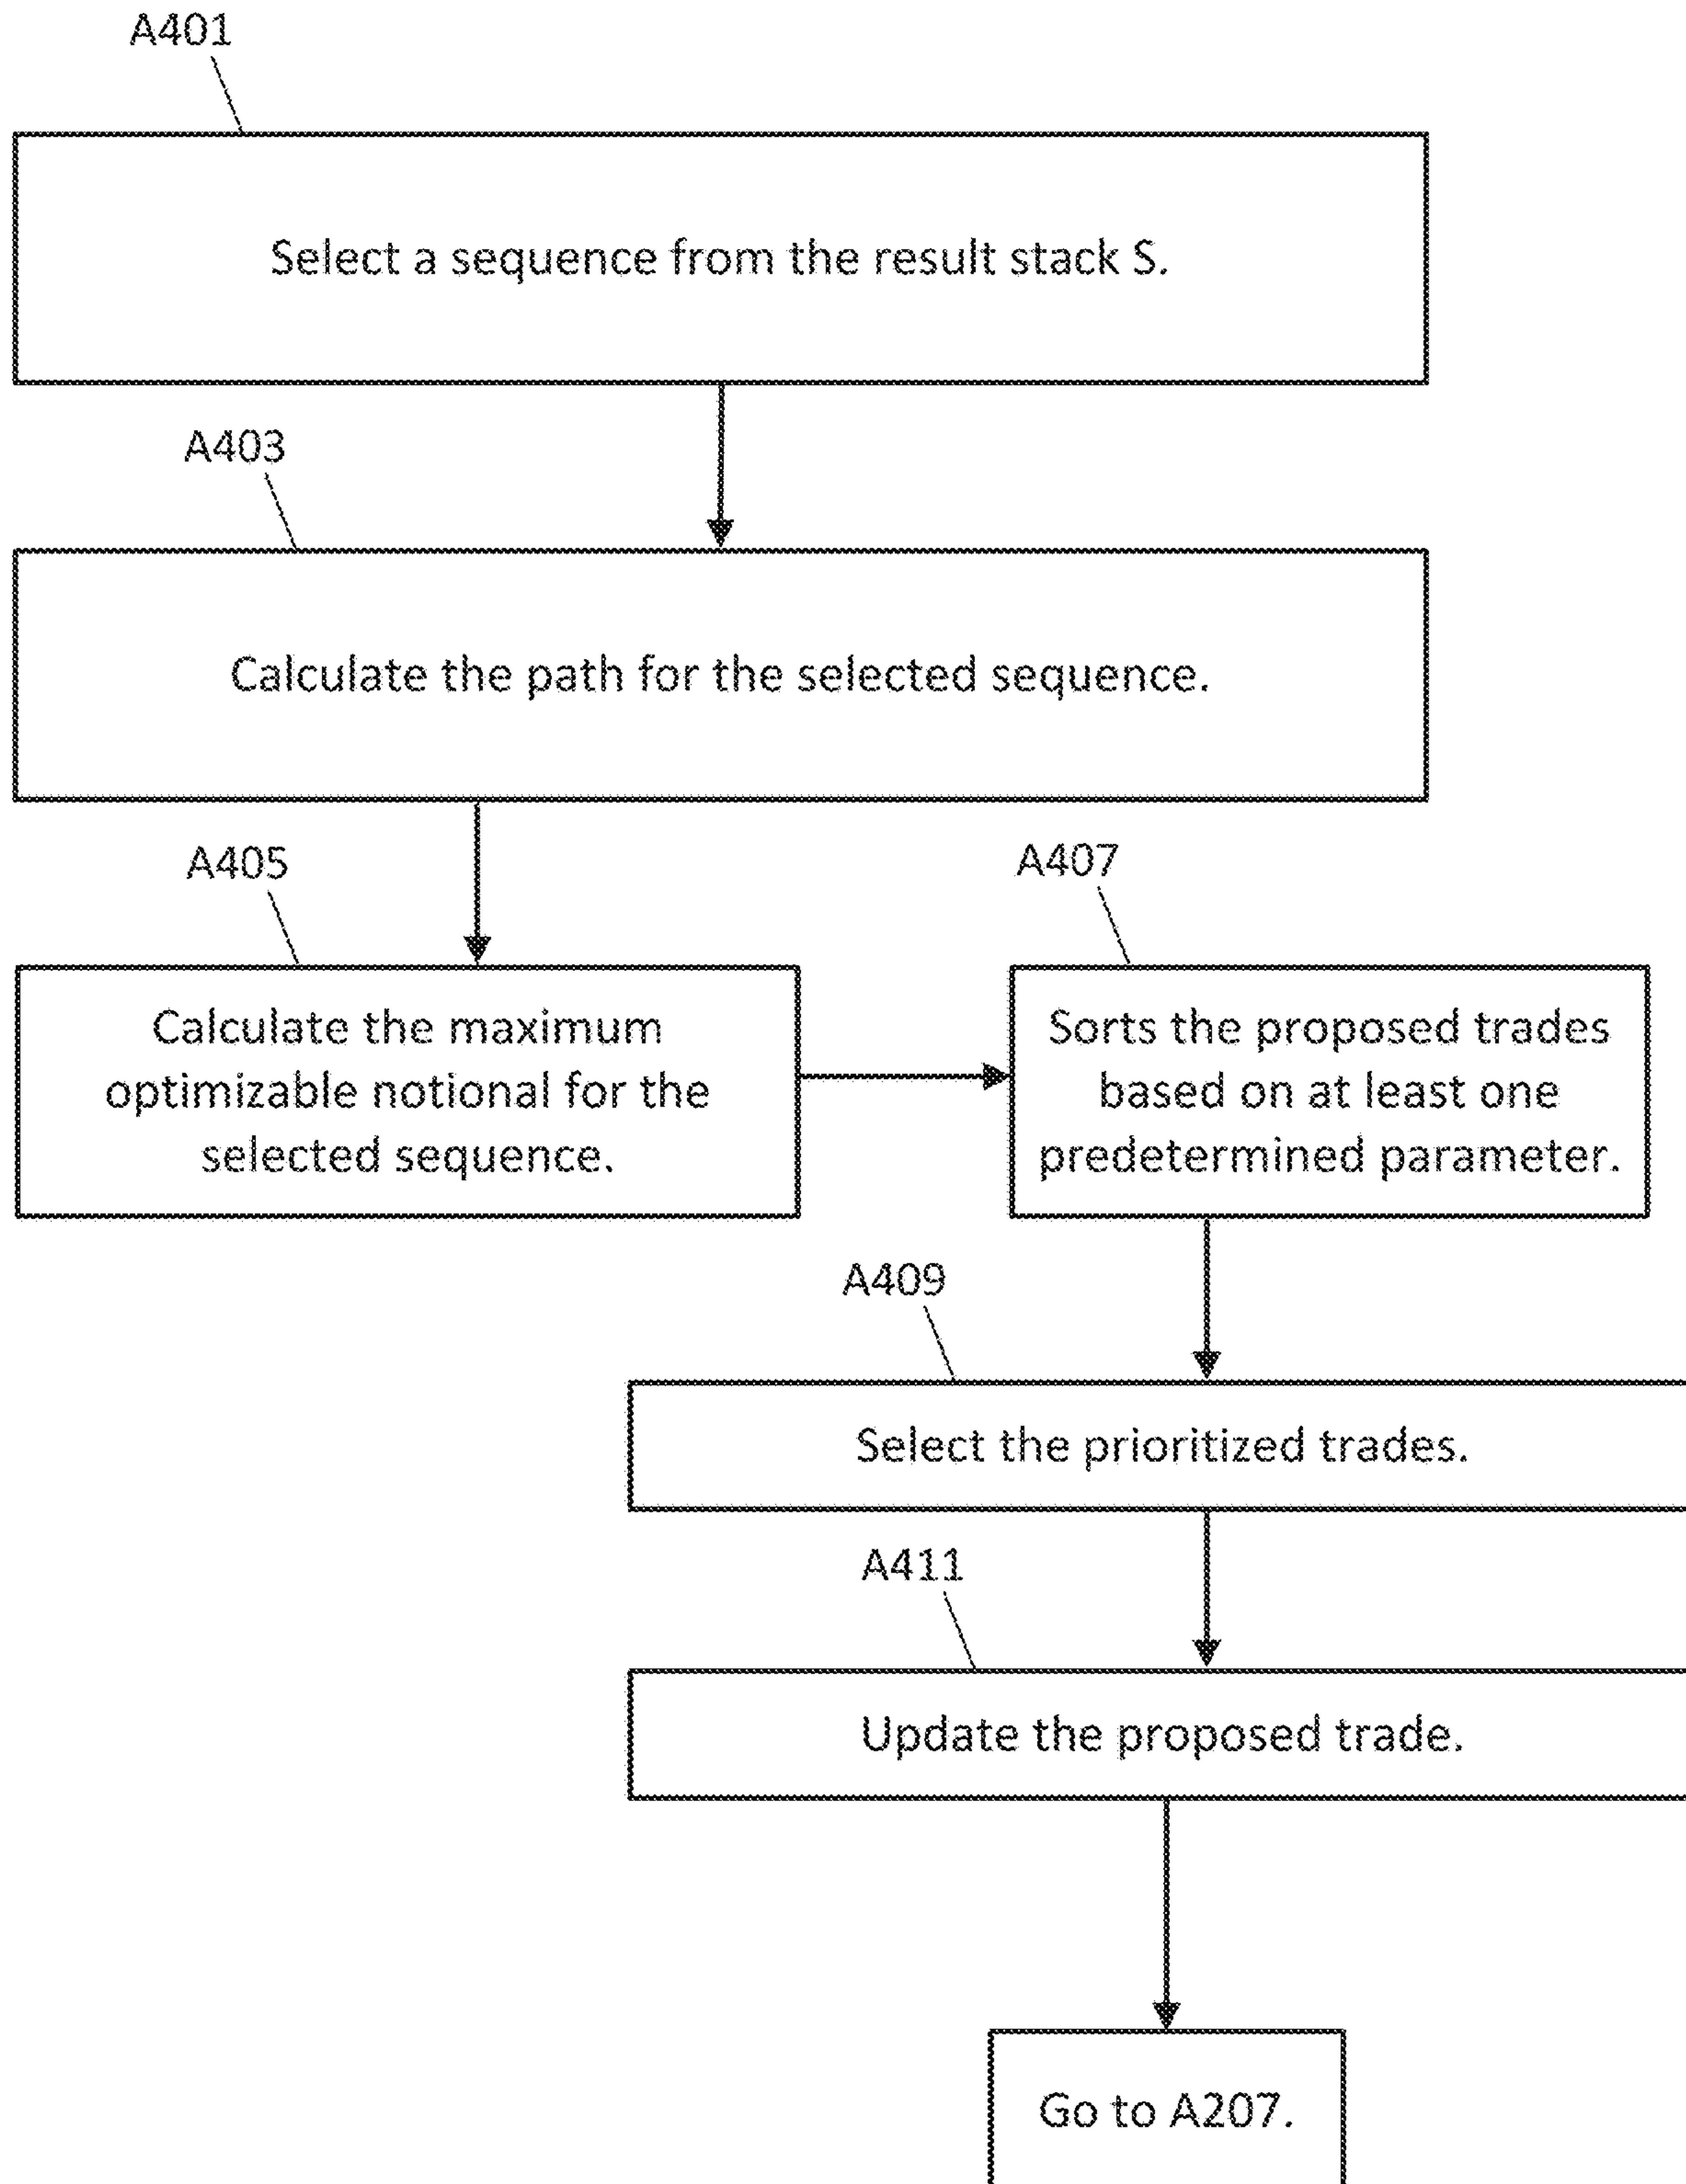 A401
Select a sequence from the result stack S.
A403
Calculate the path for the selected sequence.
A405
Calculate the maximum
optimizable notional for the
selected sequence.
A407
Sorts the proposed trades
based on at least one
predetermined parameter.
A409
Select the prioritized trades.
A411
Update the proposed trade.
Go to A207.